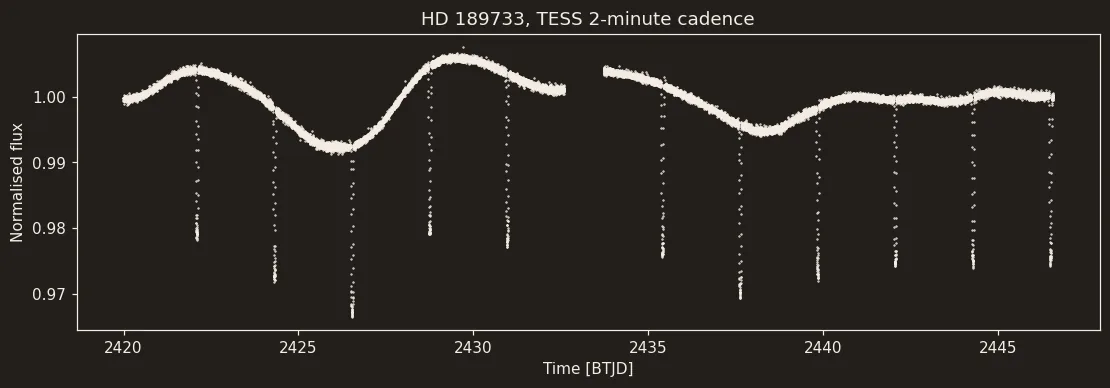 HD 189733, TESS 2-minute cadence
Normalised flux
1.00
0.99
0.98
0.97
2420 2425 2430 2435 2440 2445
Time [BTJD]